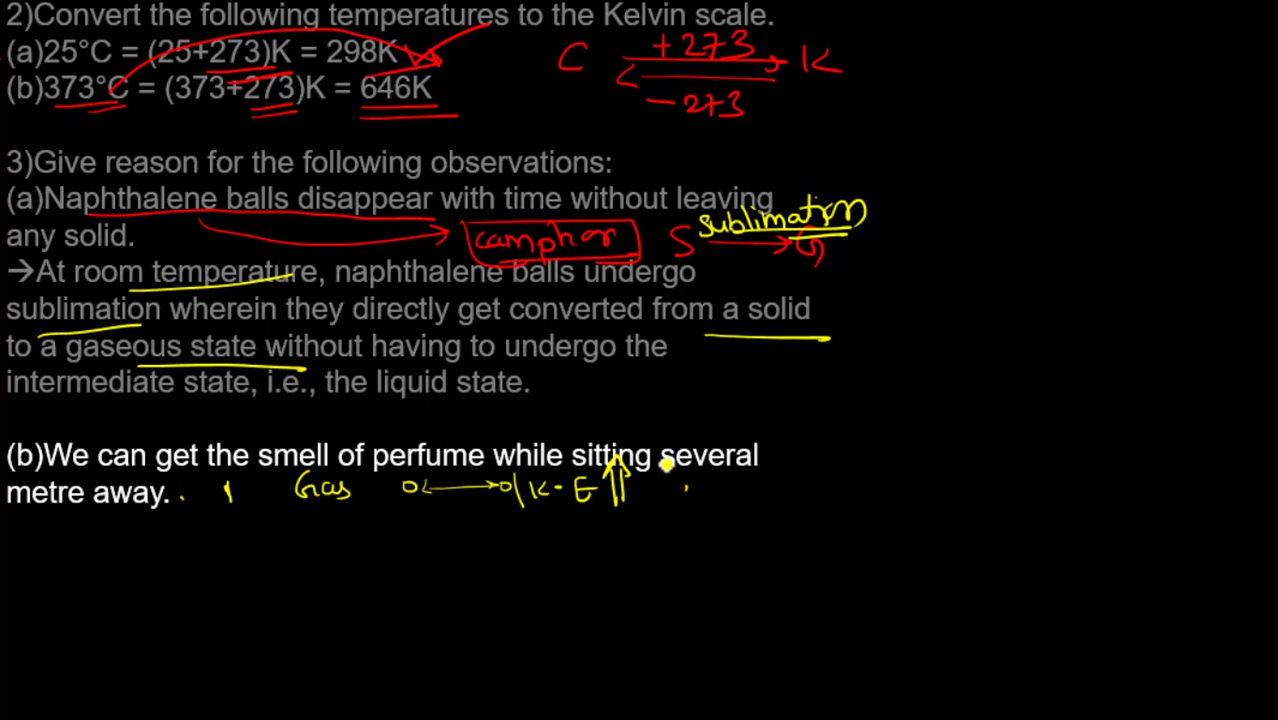 2)Convert the following temperatures to the Kelvin scale.
(a)25°C = (25+273)K = 298K
(b)373°C = (373+273)K = 646K
C +273 K
-273
3)Give reason for the following observations:
(a)Naphthalene balls disappear with time without leaving
any solid.
camphor S sublimation G
→At room temperature, naphthalene balls undergo
sublimation wherein they directly get converted from a solid
to a gaseous state without having to undergo the
intermediate state, i.e., the liquid state.
(b)We can get the smell of perfume while sitting several
metre away.
Gas K.E